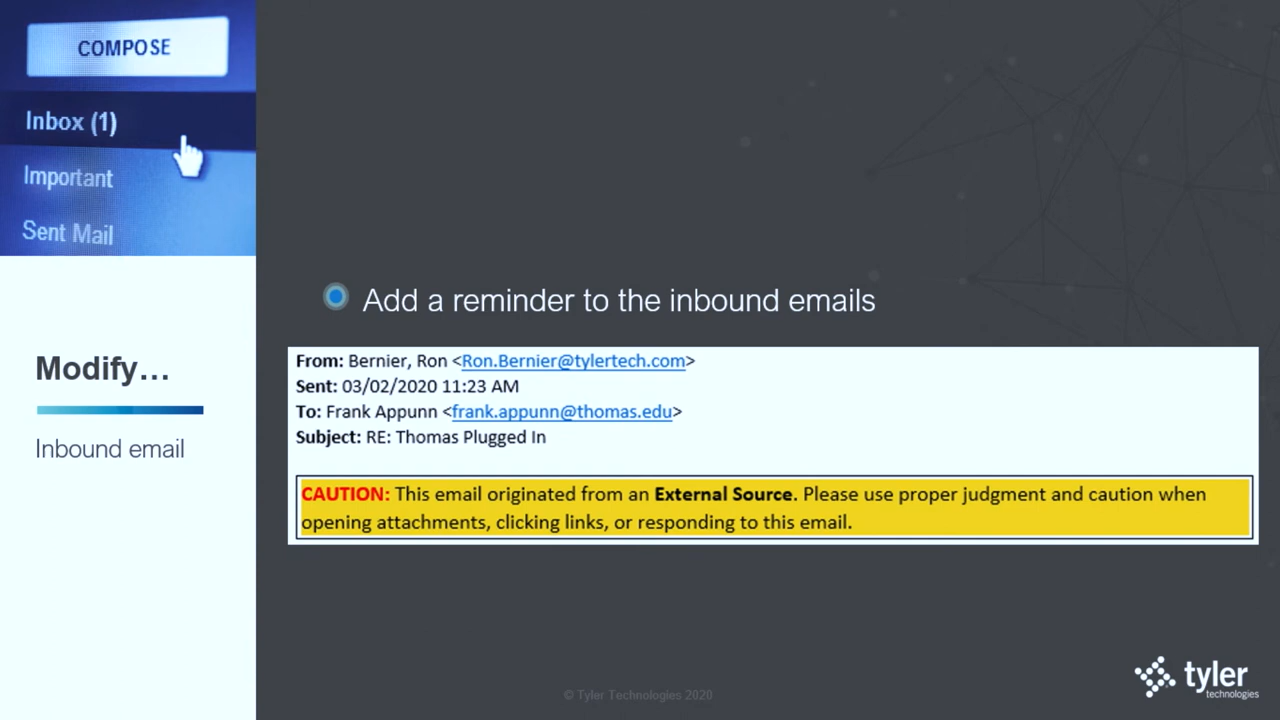 COMPOSE
Inbox (1)
Important
Sent Mail
Modify...
Inbound email
Add a reminder to the inbound emails
From: Bernier, Ron <Ron.Bernier@tylertech.com>
Sent: 03/02/2020 11:23 AM
To: Frank Appunn <frank.appunn@thomas.edu>
Subject: RE: Thomas Plugged In
CAUTION: This email originated from an External Source. Please use proper judgment and caution when
opening attachments, clicking links, or responding to this email.
© Tyler Technologies 2020
tyler
technologies